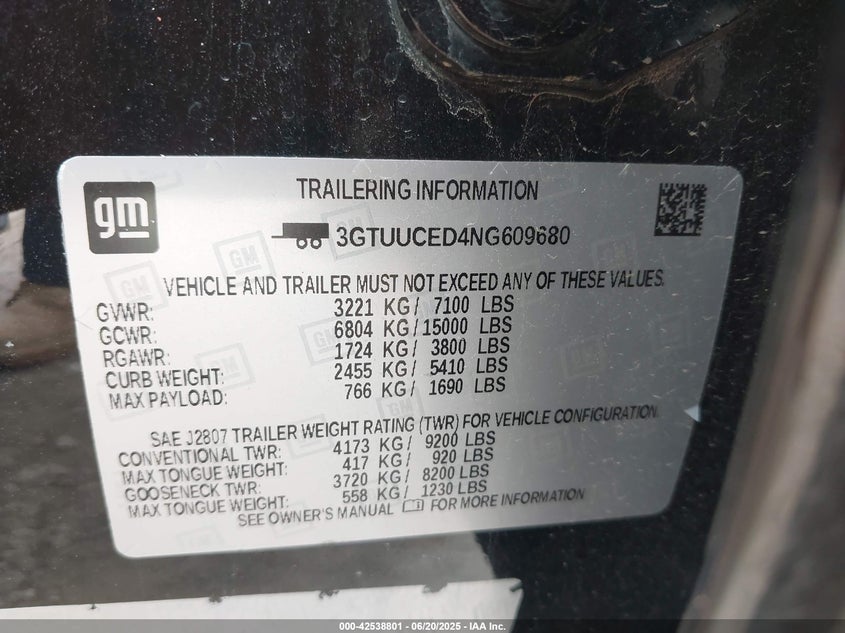 gm
TRAILERING INFORMATION
3GTUUCED4NG609680
VEHICLE AND TRAILER MUST NOT EXCEED ANY OF THESE VALUES.
GVWR: 3221 KG/ 7100 LBS
GCWR: 6804 KG/15000 LBS
RGAWR: 1724 KG/ 3800 LBS
CURB WEIGHT: 2455 KG/ 5410 LBS
MAX PAYLOAD: 766 KG/ 1690 LBS
SAE J2807 TRAILER WEIGHT RATING (TWR) FOR VEHICLE CONFIGURATION.
CONVENTIONAL TWR: 4173 KG/ 9200 LBS
MAX TONGUE WEIGHT: 417 KG/ 920 LBS
GOOSENECK TWR: 3720 KG/ 8200 LBS
MAX TONGUE WEIGHT: 558 KG/ 1230 LBS
SEE OWNER'S MANUAL FOR MORE INFORMATION
000-42538801 - 06/20/2025 - IAA Inc.